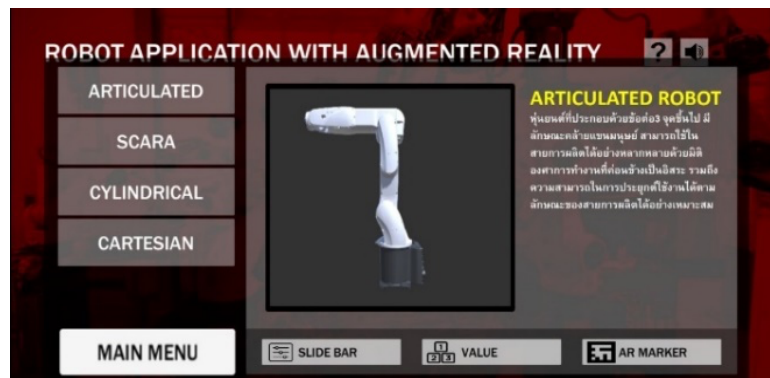 ROBOT APPLICATION WITH AUGMENTED REALITY ?
ARTICULATED
SCARA
CYLINDRICAL
CARTESIAN
MAIN MENU
ARTICULATED ROBOT
หุ่นยนต์ที่ประกอบด้วยข้อต่อ3 จุดขึ้นไป มี
ลักษณะคล้ายแขนมนุษย์ สามารถใช้ใน
สายการผลิตได้อย่างหลากหลายด้วยมิติ
องศาการทำงานที่ค่อนข้างเป็นอิสระ รวมถึง
ความสามารถในการประยุกต์ใช้งานได้ตาม
ลักษณะของสายการผลิตได้อย่างเหมาะสม
SLIDE BAR
1 2 3 VALUE
AR MARKER